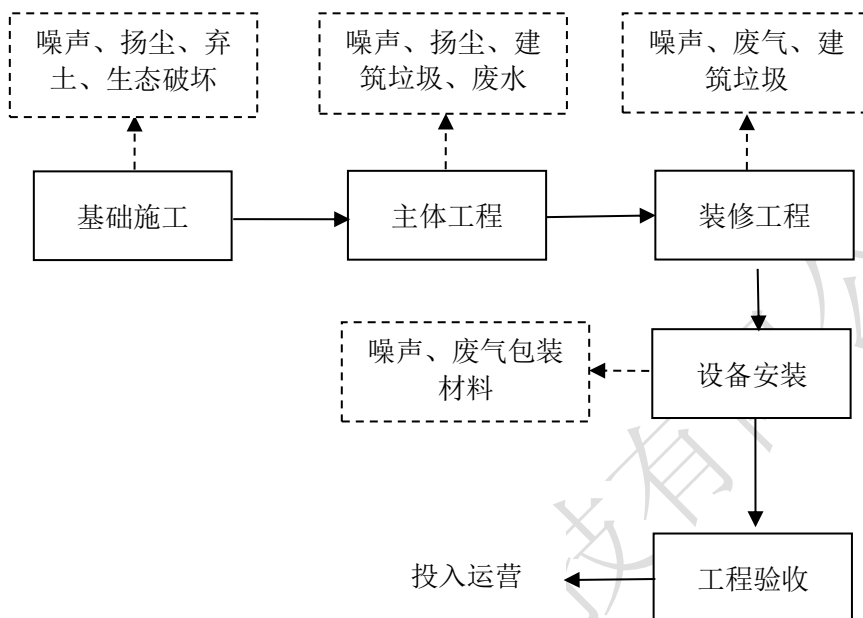 噪声、扬尘、弃
土、生态破坏
噪声、扬尘、建
筑垃圾、废水
噪声、废气、建
筑垃圾
基础施工
主体工程
装修工程
噪声、废气包装
材料
设备安装
投入运营
工程验收
技有
公